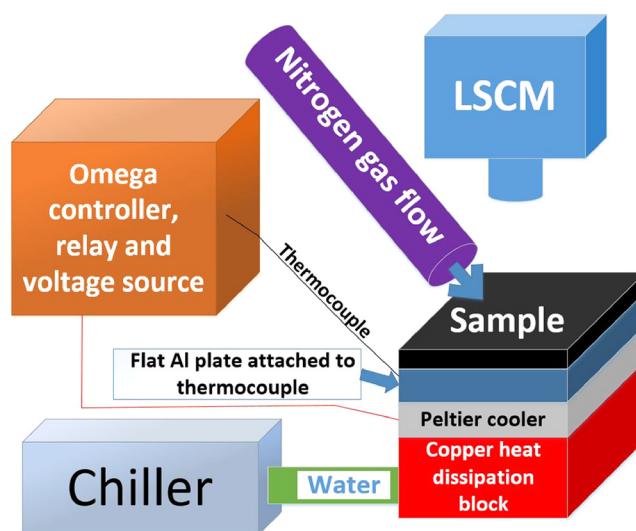 Nitrogen gas flow
LSCM
Omega
controller,
relay and
voltage source
Thermocouple
Sample
Flat Al plate attached to
thermocouple
Peltier cooler
Copper heat
dissipation
block
Chiller
Water